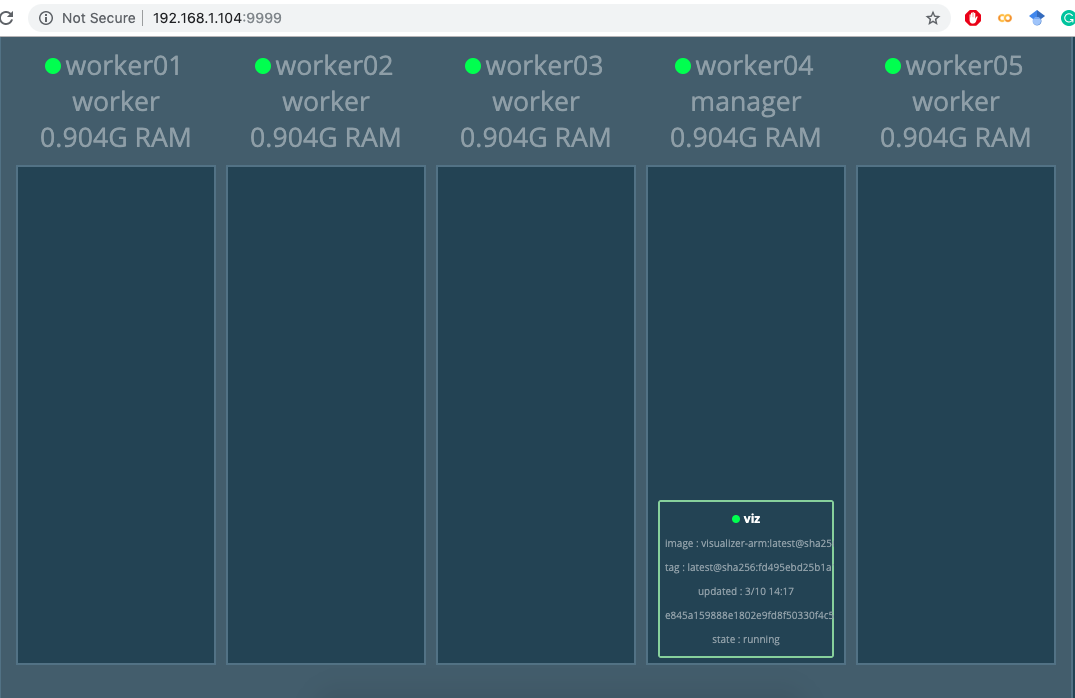 Not Secure 192.168.1.104:9999
worker01
worker
0.904G RAM
worker02
worker
0.904G RAM
worker03
worker
0.904G RAM
worker04
manager
0.904G RAM
worker05
worker
0.904G RAM
viz
image : visualizer-arm:latest@sha25
tag : latest@sha256:fd495ebd25b1a
updated : 3/10 14:17
e845a159888e1802e9fd8f50330f4c5
state : running